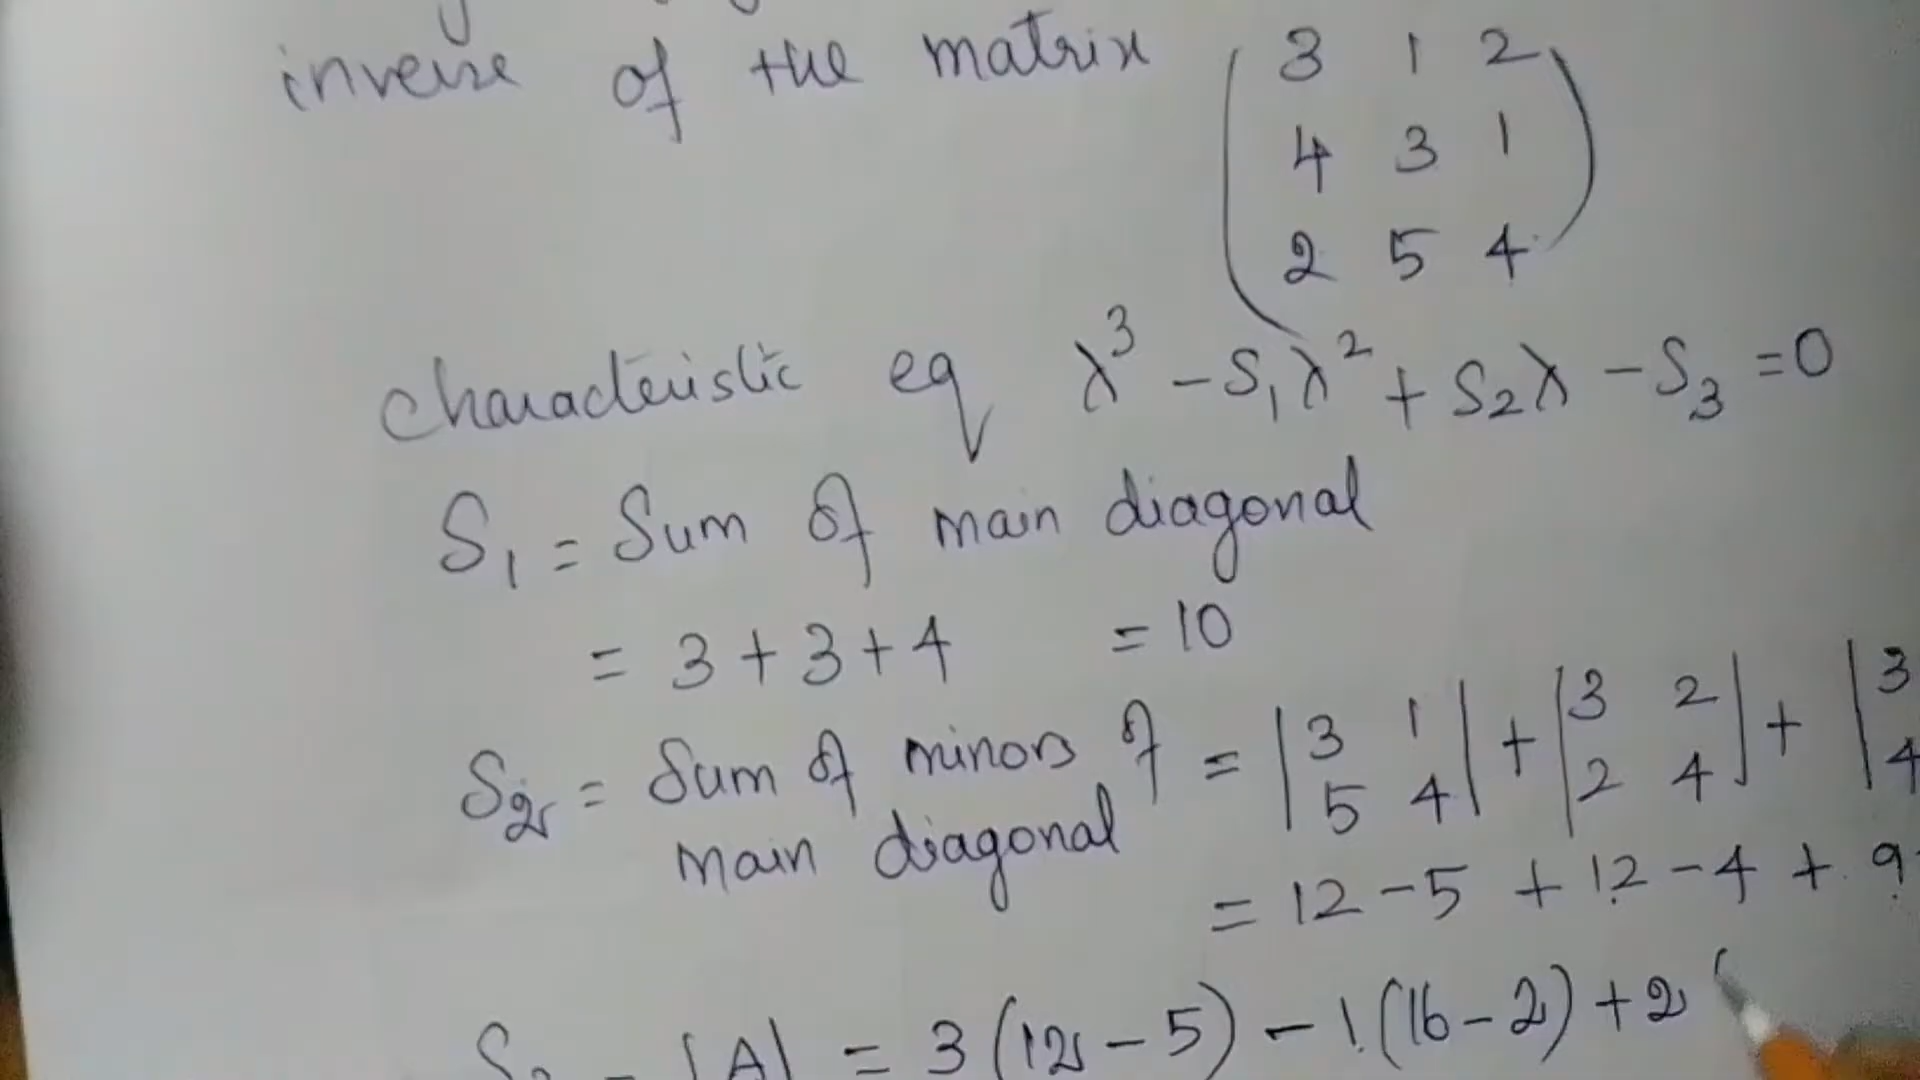 inverse of the matrix ( 3 1 2
4 3 1
2 5 4 )
characteristic eq λ³ - S₁λ² + S₂λ - S₃ = 0
S₁ = Sum of main diagonal
= 3 + 3 + 4 = 10
S₂ = Sum of minors of main diagonal = | 3 1 | + | 3 2 | + | 3
| 5 4 | | 2 4 | | 4
= 12 - 5 + 12 - 4 + 9
= |A| = 3 (12 - 5) - 1 (16 - 2) + 2 (